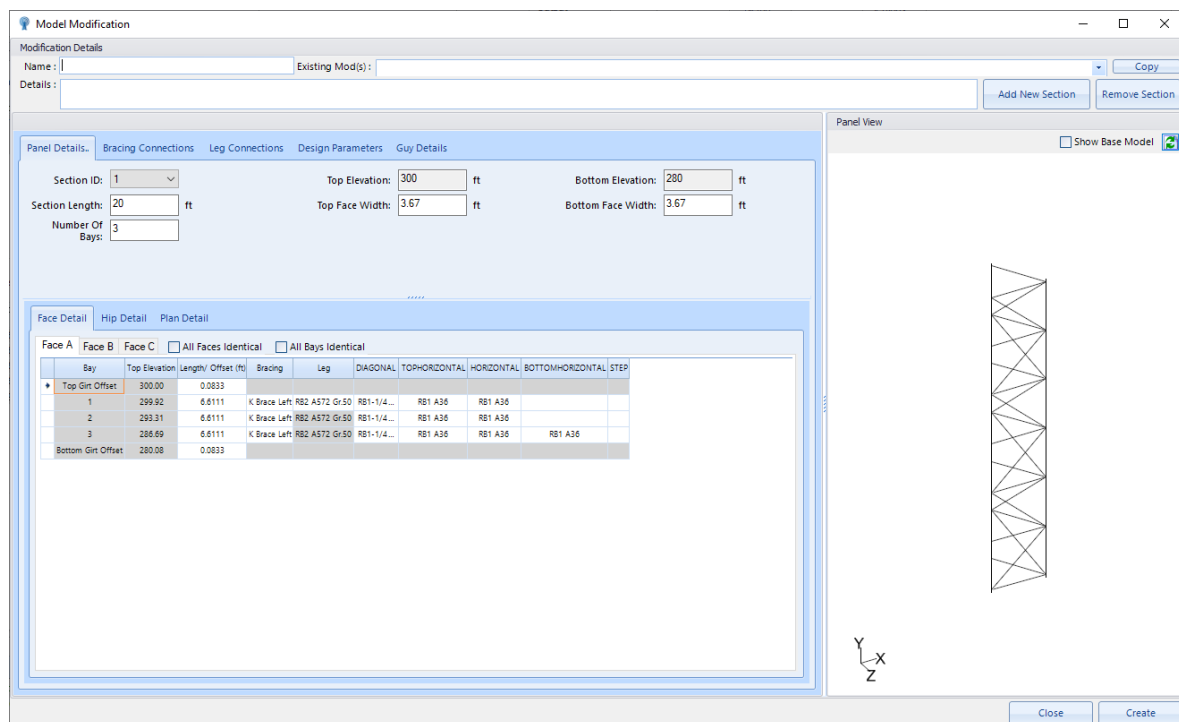 Model Modification
Modification Details
Name : Existing Mod(s) : Copy
Details : Add New Section Remove Section
Panel View
Show Base Model
Panel Details.. Bracing Connections Leg Connections Design Parameters Guy Details
Section ID: 1 Top Elevation: 300 ft Bottom Elevation: 280 ft
Section Length: 20 ft Top Face Width: 3.67 ft Bottom Face Width: 3.67 ft
Number Of
Bays: 3
Face Detail Hip Detail Plan Detail
Face A Face B Face C All Faces Identical All Bays Identical
Bay Top Elevation Length/ Offset (ft) Bracing Leg DIAGONAL TOPHORIZONTAL HORIZONTAL BOTTOMHORIZONTAL STEP
Top Girt Offset 300.00 0.0833
1 299.92 6.6111 K Brace Left RB2 A572 Gr.50 RB1-1/4... RB1 A36 RB1 A36
2 293.31 6.6111 K Brace Left RB2 A572 Gr.50 RB1-1/4... RB1 A36 RB1 A36
3 286.69 6.6111 K Brace Left RB2 A572 Gr.50 RB1-1/4... RB1 A36 RB1 A36 RB1 A36
Bottom Girt Offset 280.08 0.0833
Y
X
Z
Close Create